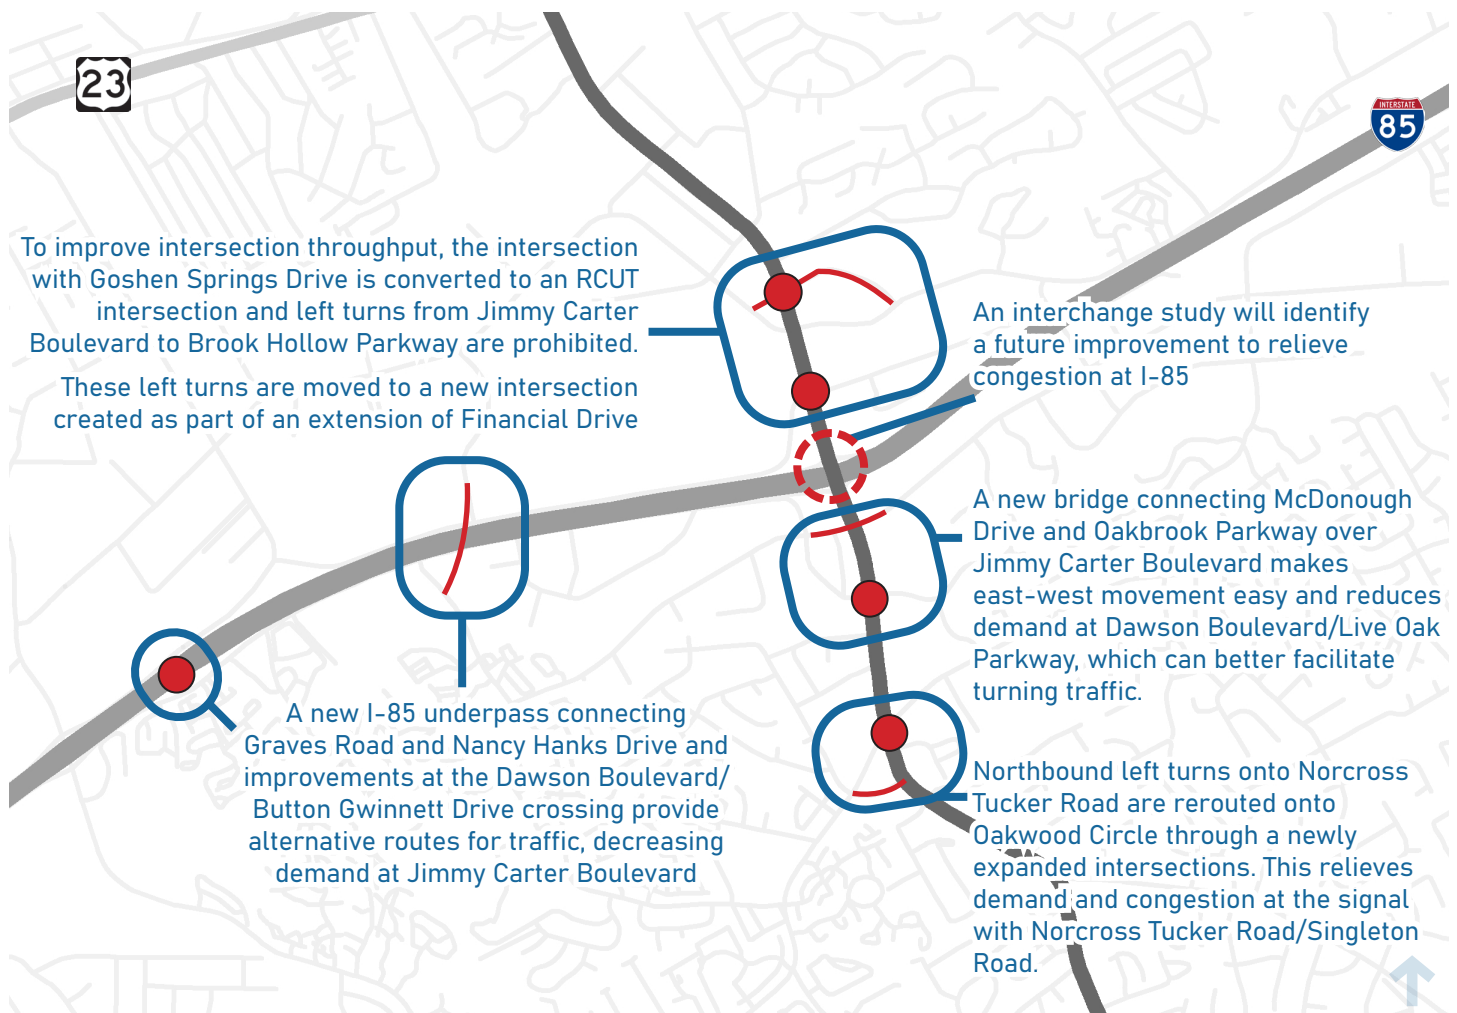 23
INTERSTATE
85
To improve intersection throughput, the intersection
with Goshen Springs Drive is converted to an RCUT
intersection and left turns from Jimmy Carter
Boulevard to Brook Hollow Parkway are prohibited.
These left turns are moved to a new intersection
created as part of an extension of Financial Drive
An interchange study will identify
a future improvement to relieve
congestion at I-85
A new bridge connecting McDonough
Drive and Oakbrook Parkway over
Jimmy Carter Boulevard makes
east-west movement easy and reduces
demand at Dawson Boulevard/Live Oak
Parkway, which can better facilitate
turning traffic.
A new I-85 underpass connecting
Graves Road and Nancy Hanks Drive and
improvements at the Dawson Boulevard/
Button Gwinnett Drive crossing provide
alternative routes for traffic, decreasing
demand at Jimmy Carter Boulevard
Northbound left turns onto Norcross
Tucker Road are rerouted onto
Oakwood Circle through a newly
expanded intersections. This relieves
demand and congestion at the signal
with Norcross Tucker Road/Singleton
Road.